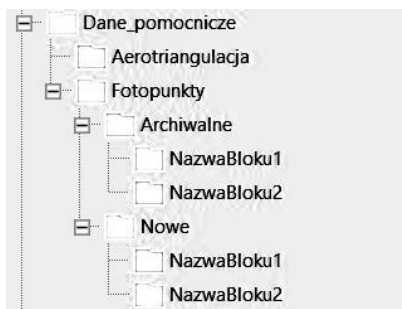 Dane_pomocnicze
Aerotriangulacja
Fotopunkty
Archiwalne
NazwaBloku1
NazwaBloku2
Nowe
NazwaBloku1
NazwaBloku2